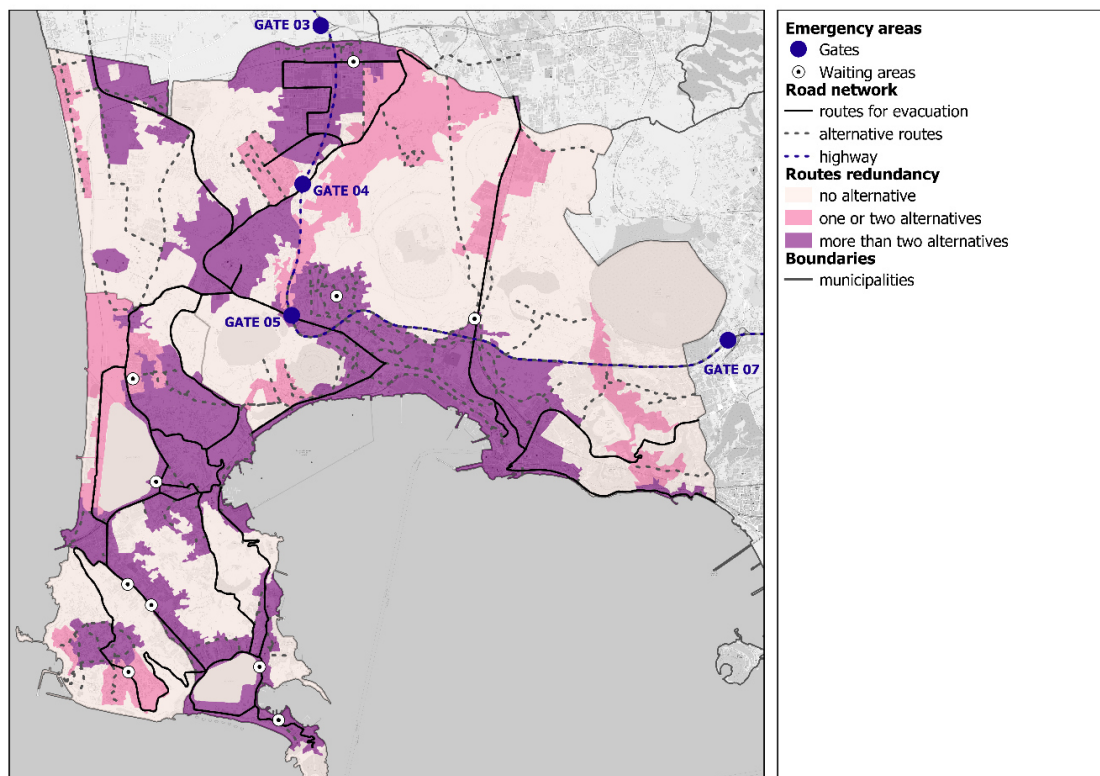 GATE 03
GATE 04
GATE 05
GATE 07
Emergency areas
Gates
Waiting areas
Road network
routes for evacuation
alternative routes
highway
Routes redundancy
no alternative
one or two alternatives
more than two alternatives
Boundaries
municipalities